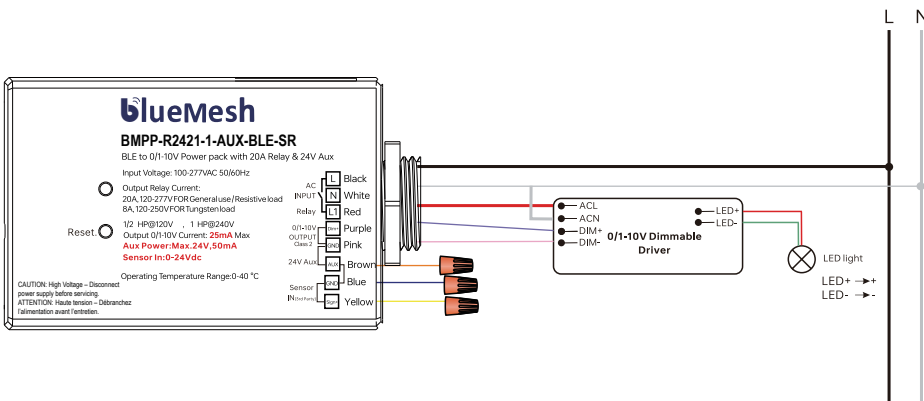 L N
blueMesh
BMPP-R2421-1-AUX-BLE-SR
BLE to 0/1-10V Power pack with 20A Relay & 24V Aux
Input Voltage: 100-277VAC 50/60Hz
Output Relay Current:
20A, 120-277V FOR General use / Resistive load
8A, 120-250V FOR Tungsten load
1/2 HP@120V , 1 HP@240V
Reset.
Output 0/1-10V Current: 25mA Max
Aux Power:Max.24V,50mA
Sensor In:0-24Vdc
Operating Temperature Range:0-40 °C
CAUTION: High Voltage – Disconnect
power supply before servicing.
ATTENTION: Haute tension – Débranchez
l'alimentation avant l'entretien.
AC
INPUT
L Black
N White
Relay L1 Red
0/1-10V
OUTPUT
Class 2
Dim+ Purple
GND Pink
24V Aux AUX Brown
Sensor
IN(3rd Party)
GND Blue
Sign+ Yellow
ACL
ACN
DIM+
DIM-
LED+
LED-
0/1-10V Dimmable
Driver
LED light
LED+ +
LED- -